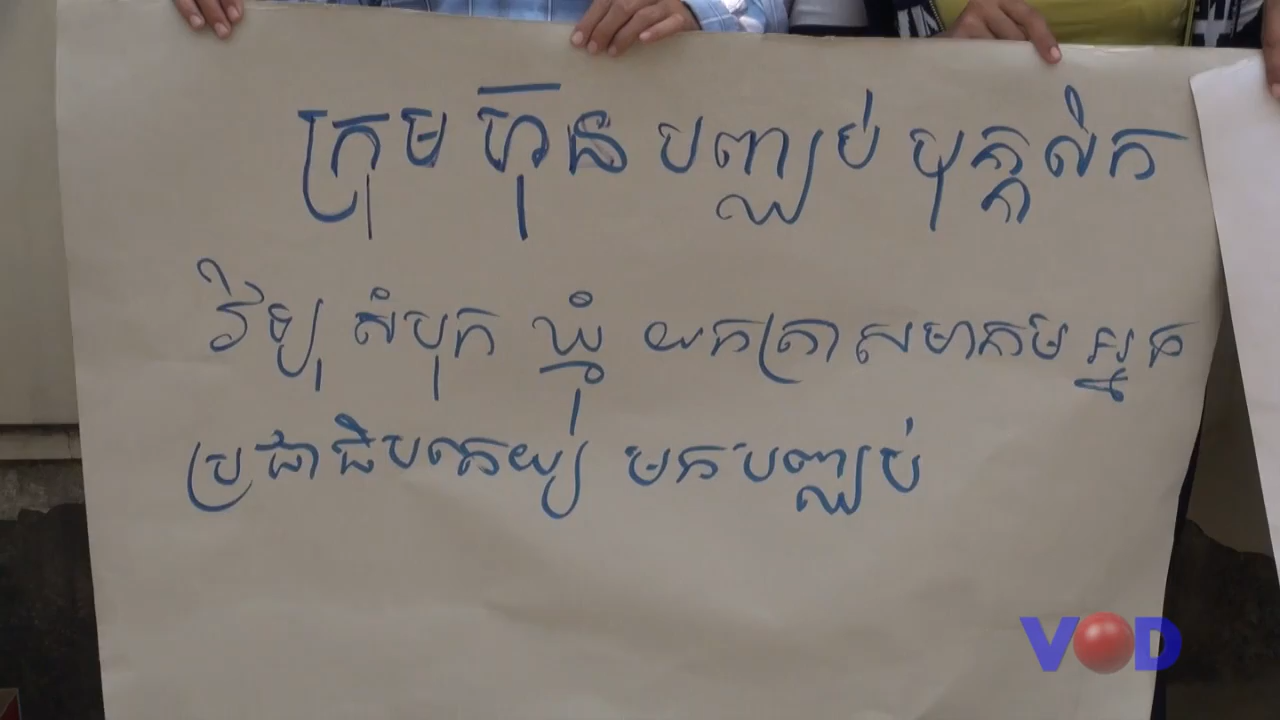 ក្រុមហ៊ុន បញ្ឈប់ បុគ្គលិក
វិទ្យុ សំបុក ឃ្មុំ យកត្រា សមាគម អ្នក
ប្រជាធិបតេយ្យ មកបញ្ឈប់
VOD